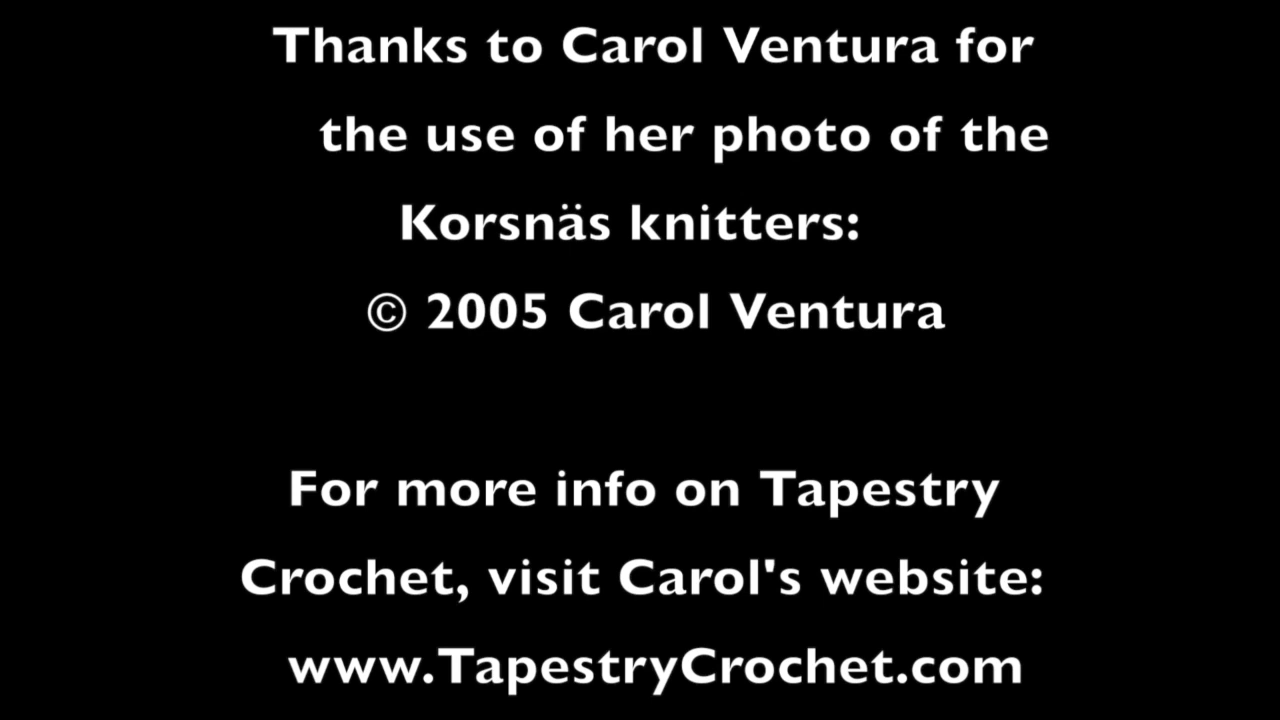 Thanks to Carol Ventura for
the use of her photo of the
Korsnäs knitters:
© 2005 Carol Ventura
For more info on Tapestry
Crochet, visit Carol's website:
www.TapestryCrochet.com